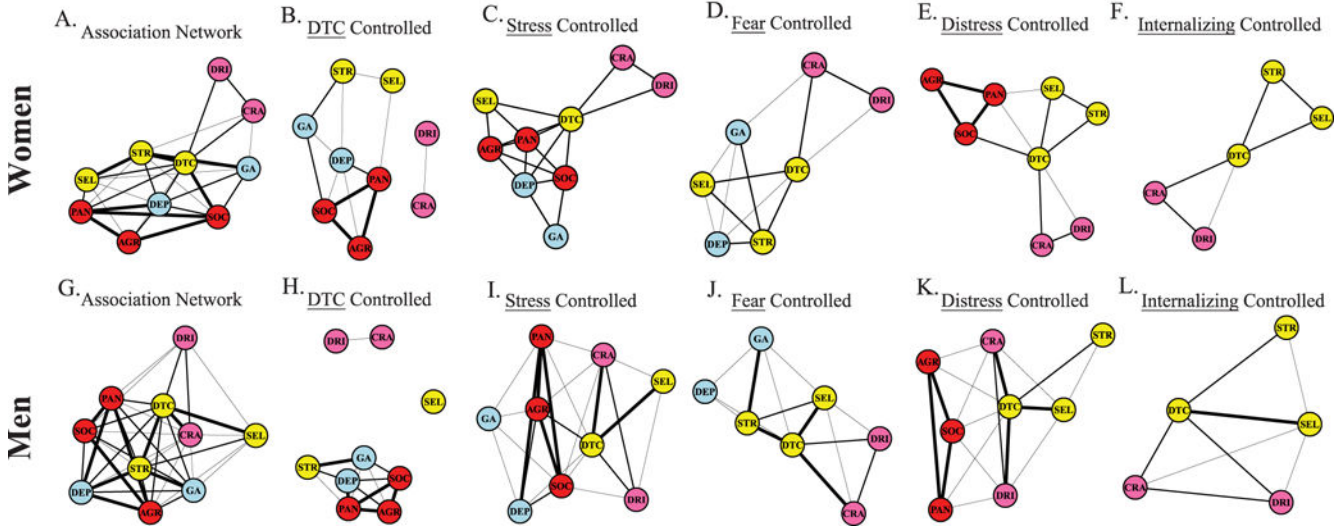 A. Association Network
B. DTC Controlled
C. Stress Controlled
D. Fear Controlled
E. Distress Controlled
F. Internalizing Controlled
Women
DRI
CRA
STR
DTC
GA
SEL
DEP
PAN
SOC
AGR
STR
SEL
GA
DRI
DEP
PAN
SOC
CRA
AGR
CRA
DRI
SEL
DTC
PAN
AGR
DEP
SOC
GA
CRA
DRI
GA
DTC
SEL
DEP
STR
AGR
PAN
SEL
STR
SOC
DTC
CRA
DRI
STR
SEL
DTC
CRA
DRI
G. Association Network
H. DTC Controlled
I. Stress Controlled
J. Fear Controlled
K. Distress Controlled
L. Internalizing Controlled
Men
DRI
PAN
DTC
SOC
CRA
SEL
STR
DEP
GA
AGR
DRI
CRA
SEL
STR
GA
DEP
SOC
PAN
AGR
PAN
CRA
SEL
GA
AGR
DTC
SOC
DEP
DRI
GA
DEP
SEL
STR
DTC
DRI
CRA
AGR
CRA
STR
DTC
SEL
SOC
DRI
PAN
STR
DTC
SEL
CRA
DRI